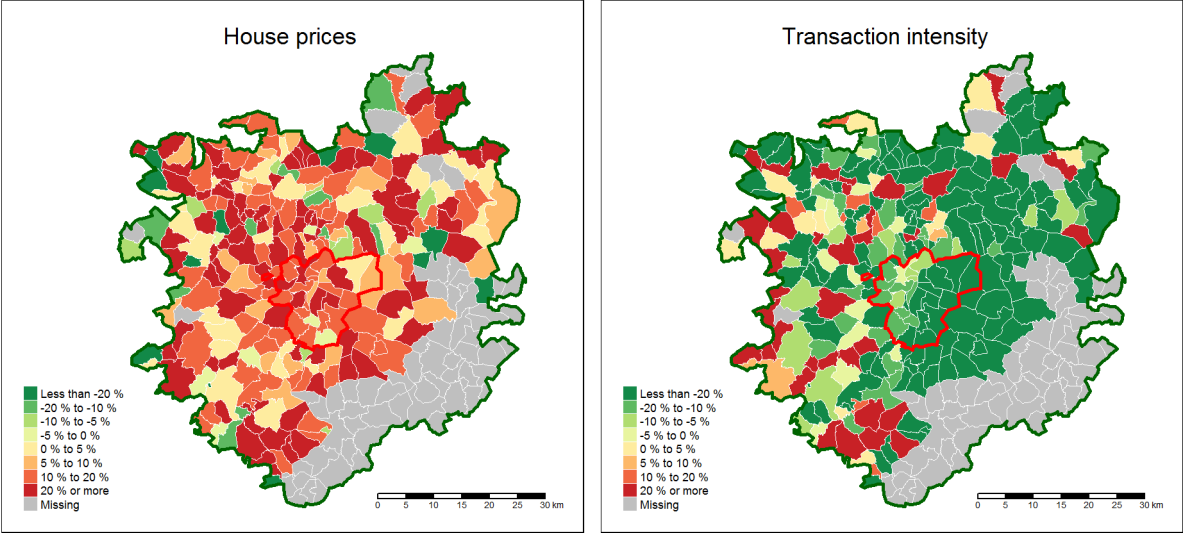 House prices
Less than -20 %
-20 % to -10 %
-10 % to -5 %
-5 % to 0 %
0 % to 5 %
5 % to 10 %
10 % to 20 %
20 % or more
Missing
0 5 10 15 20 25 30 km
Transaction intensity
Less than -20 %
-20 % to -10 %
-10 % to -5 %
-5 % to 0 %
0 % to 5 %
5 % to 10 %
10 % to 20 %
20 % or more
Missing
0 5 10 15 20 25 30 km